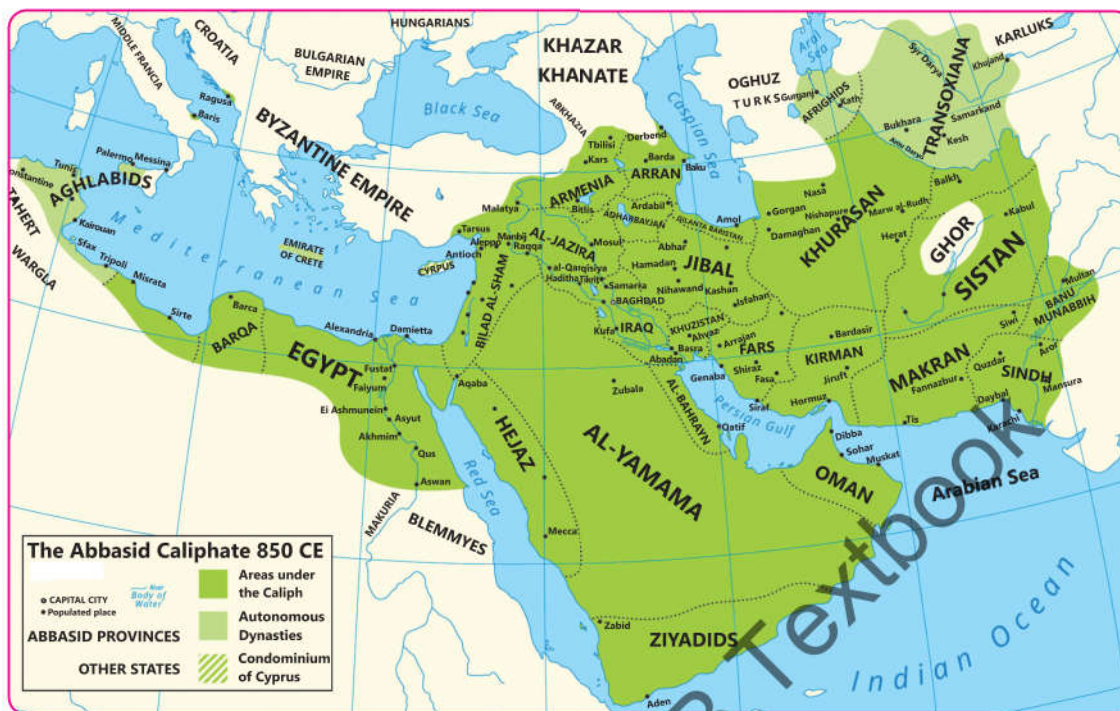 HUNGARIANS
MIDDLE FRANCIA
CROATIA
BULGARIAN
EMPIRE
KHAZAR
KHANATE
Aral
Sea
KARLUKS
OGHUZ
TURKS
Gurganj
AFRIGHIDS
Kath
Syr Darya
Khujand
TRANSOXIANA
Bukhara
Samarkand
Amu Darya
Kesh
Ragusa
Baris
BYZANTINE EMPIRE
Black Sea
ABKHAZIA
Caspian Sea
Derbend
Tbilisi
Kars
Barda
Baku
ARRAN
ARMENIA
Bitlis
Ardabil
ADHARBAYJAN
Amol
Palermo
Messina
Tunis
Constantine
AGHLABIDS
TAHERT
Kairouan
Sfax
Tripoli
Misrata
WARGLA
Mediterranean Sea
EMIRATE
OF CRETE
CYRPUS
Malatya
Tarsus
Manbij
Aleppo
Raqqa
Antioch
AL-JAZIRA
Mosul
Abhar
al-Qarqisiya
Haditha
Tikrit
Samarra
BAGHDAD
Hamadan
JIBAL
Nihawand
Kashan
Isfahan
Gorgan
Damaghan
Nasa
Nishapur
Marw al-Rudh
KHURASAN
Herat
Balkh
Kabul
GHOR
SISTAN
Multan
BANU
MUNABBIH
Siwi
Aror
Sirte
Barca
BARQA
Alexandria
Damietta
EGYPT
Fustat
Faiyum
BILAD AL-SHAM
Kufa
IRAQ
KHUZISTAN
Ahvaz
Basra
Arrajan
Abadan
FARS
Shiraz
Fasa
Genaba
Siraf
Bardasir
KIRMAN
Jiruft
Hormuz
MAKRAN
Fannazbur
Quzdar
SINDH
Mansura
Daybal
Karachi
Tis
Ei Ashmunein
Asyut
Akhmim
Qus
Aswan
Aqaba
Zubala
HEJAZ
AL-BAHRAYN
Qatif
Persian Gulf
AL-YAMAMA
Dibba
Sohar
Muskat
OMAN
Arabian Sea
Red Sea
MAKURIA
BLEMMYES
Mecca
Zabid
ZIYADIDS
Aden
Indian Ocean
Textbook
The Abbasid Caliphate 850 CE
CAPITAL CITY
Populated place
River
Body of
Water
ABBASID PROVINCES
OTHER STATES
Areas under
the Caliph
Autonomous
Dynasties
Condominium
of Cyprus